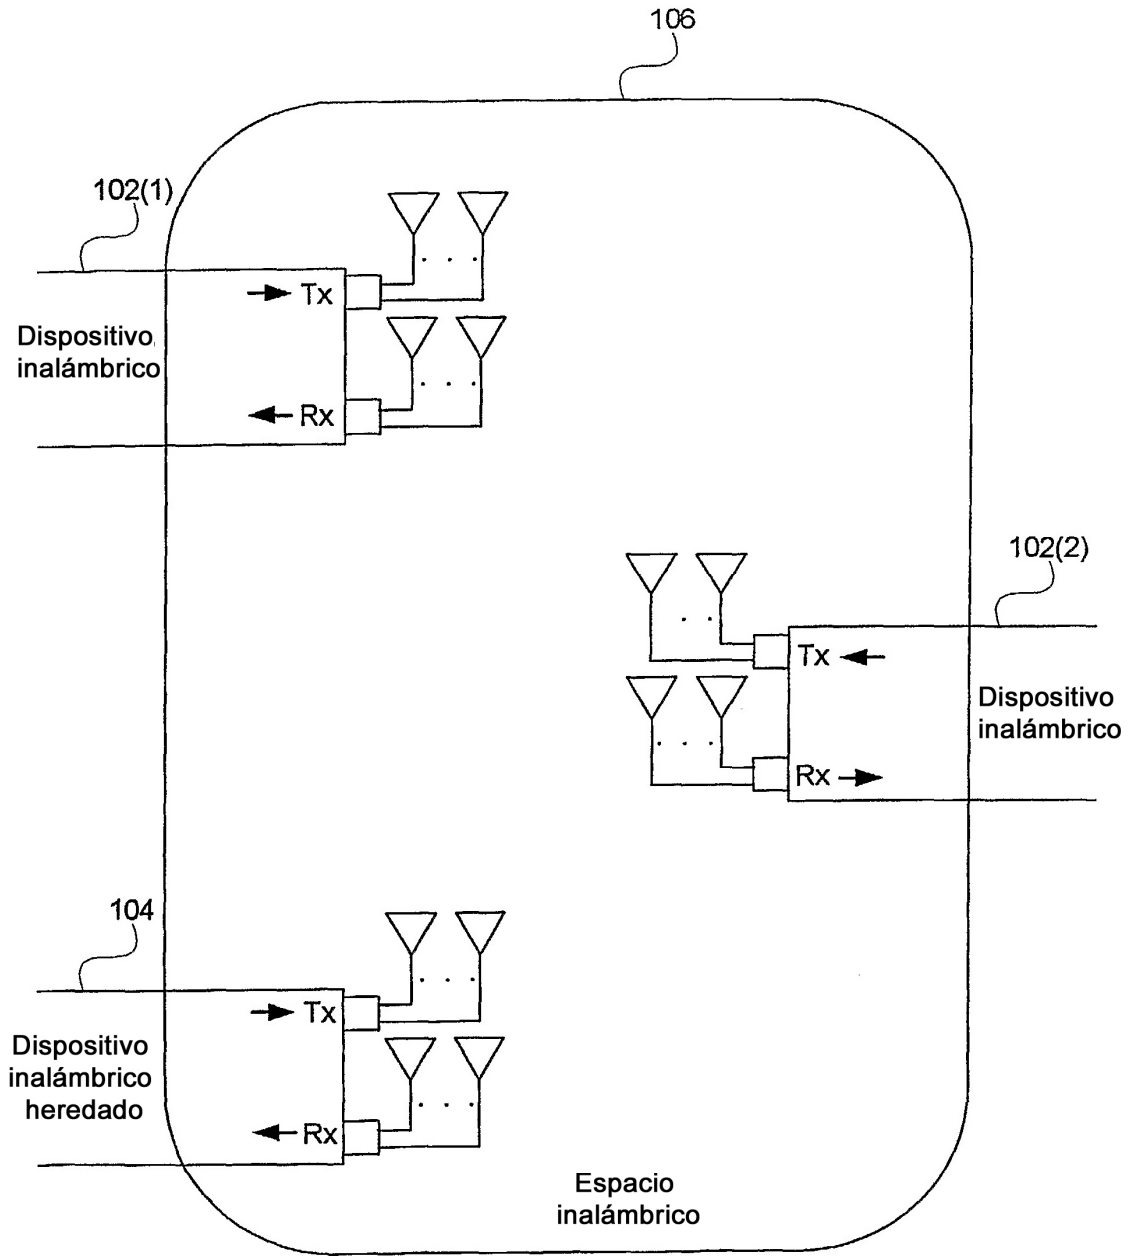 106
102(1)
Tx
Dispositivo
inalámbrico
Rx
102(2)
Tx
Dispositivo
inalámbrico
Rx
104
Tx
Dispositivo
inalámbrico
heredado
Rx
Espacio
inalámbrico